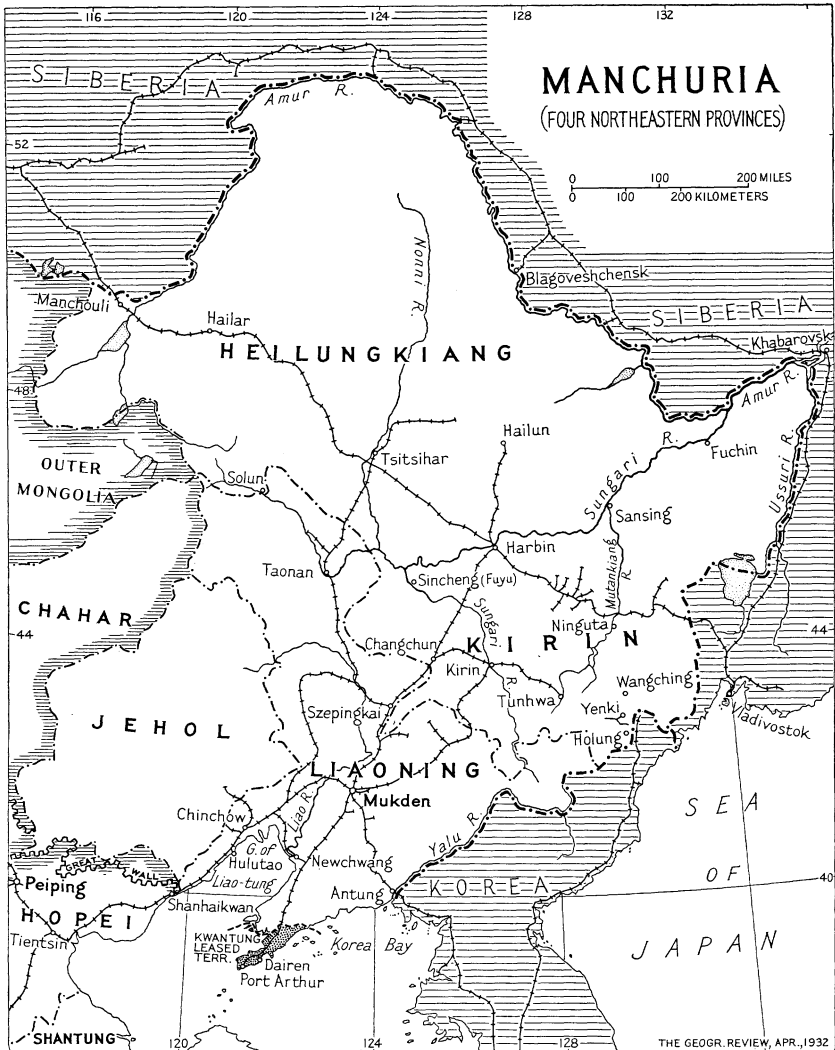 116
120
124
128
132
SIBERIA
Amur R.
MANCHURIA
(FOUR NORTHEASTERN PROVINCES)
52
0 100 200 MILES
0 100 200 KILOMETERS
Nonni R.
Blagoveshchensk
Manchouli
SIBERIA
Hailar
Khabarovsk
HEILUNGKIANG
48
Amur R.
Hailun
Fuchin
Tsitsihar
Sungari R.
Ussuri R.
OUTER
MONGOLIA
Solun
Sansing
Harbin
Taonan
Sincheng (Fuyu)
Mutankiang R.
CHAHAR
Sungari R.
Ninguta
44
44
Changchun
KIRIN
Kirin
Wangching
Tunhwa
Szepingkai
Yenki
Vladivostok
JEHOL
Holung
LIAONING
Mukden
SEA
OF
JAPAN
Chinchow
Liao R.
Yalu R.
G. of
Liao-tung
Hulutao
GREAT WALL
Newchwang
Peiping
Antung
KOREA
40
Shanhaikwan
HOPEI
Tientsin
KWANTUNG
LEASED
TERR.
Korea Bay
Dairen
Port Arthur
SHANTUNG
120
124
128
THE GEOGR. REVIEW, APR., 1932